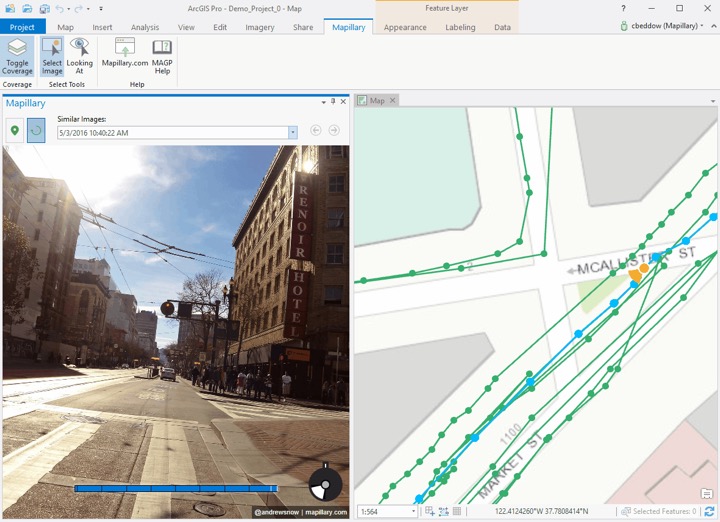 ArcGIS Pro - Demo_Project_0 - Map
Feature Layer
Project Map Insert Analysis View Edit Imagery Share Mapillary Appearance Labeling Data
cbeddow (Mapillary)
Toggle Coverage
Select Image
Looking At
Mapillary.com
MAGP Help
Coverage
Select Tools
Help
Mapillary
Similar Images:
5/3/2016 10:40:22 AM
RENOIR HOTEL
@andrewsnow | mapillary.com
Map
MCALLISTER ST
1100
MARKET ST
1:564
122.4124260°W 37.7808414°N
Selected Features: 0